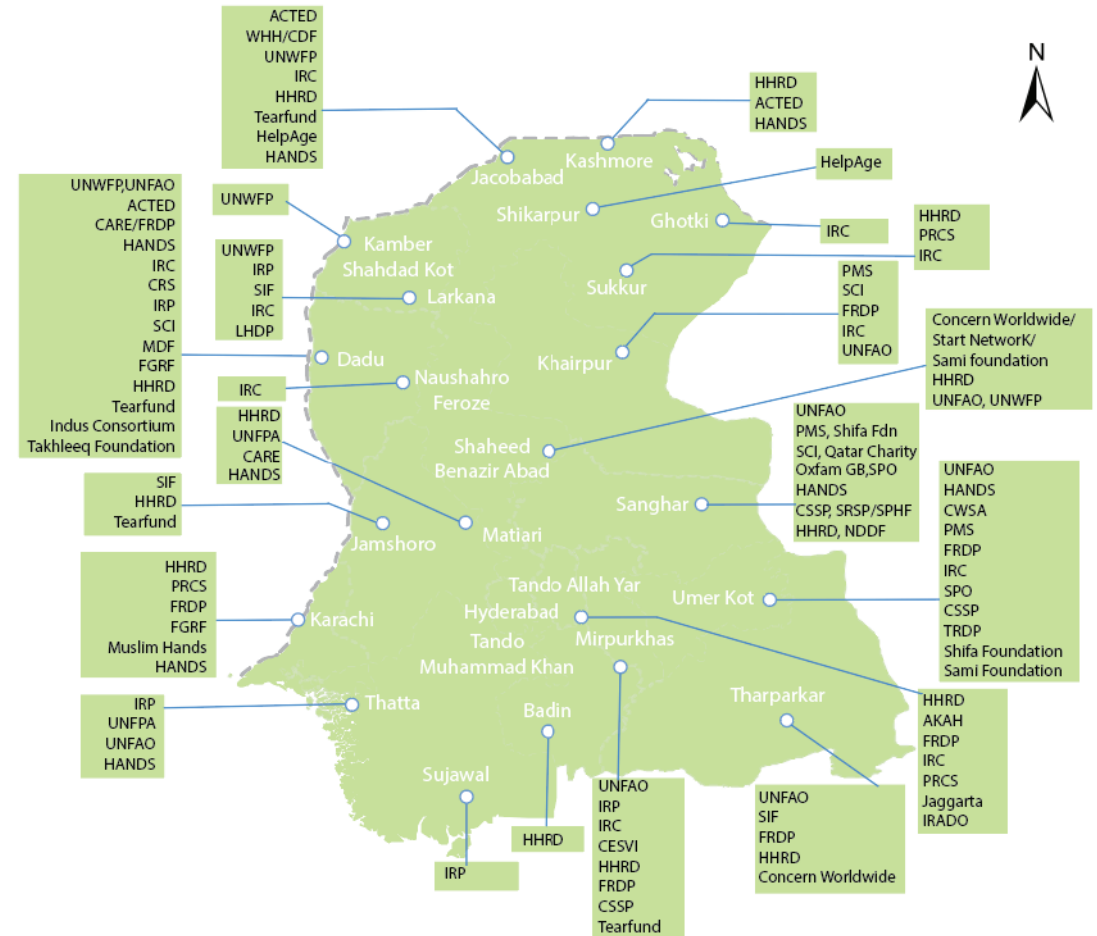 ACTED
WHH/CDF
UNWFP
IRC
HHRD
Tearfund
HelpAge
HANDS
N
HHRD
ACTED
HANDS
Kashmore
Jacobabad
HelpAge
Shikarpur
Ghotki
IRC
HHRD
PRCS
IRC
Sukkur
UNWFP,UNFAO
ACTED
CARE/FRDP
HANDS
IRC
CRS
IRP
SCI
MDF
FGRF
HHRD
Tearfund
Indus Consortium
Takhleeq Foundation
UNWFP
Kamber
Shahdad Kot
UNWFP
IRP
SIF
IRC
LHDP
Larkana
PMS
SCI
FRDP
IRC
UNFAO
Khairpur
Dadu
IRC
Naushahro
Feroze
Concern Worldwide/
Start NetworK/
Sami foundation
HHRD
UNFAO, UNWFP
Shaheed
Benazir Abad
HHRD
UNFPA
CARE
HANDS
Matiari
UNFAO
PMS, Shifa Fdn
SCI, Qatar Charity
Oxfam GB,SPO
HANDS
CSSP, SRSP/SPHF
HHRD, NDDF
Sanghar
SIF
HHRD
Tearfund
Jamshoro
UNFAO
HANDS
CWSA
PMS
FRDP
IRC
SPO
CSSP
TRDP
Shifa Foundation
Sami Foundation
Umer Kot
HHRD
PRCS
FRDP
FGRF
Muslim Hands
HANDS
Karachi
Tando Allah Yar
Hyderabad
Tando
Muhammad Khan
Mirpurkhas
IRP
UNFPA
UNFAO
HANDS
Thatta
Badin
Tharparkar
Sujawal
HHRD
AKAH
FRDP
IRC
PRCS
Jaggarta
IRADO
UNFAO
SIF
FRDP
HHRD
Concern Worldwide
UNFAO
IRP
IRC
CESVI
HHRD
FRDP
CSSP
Tearfund
HHRD
IRP